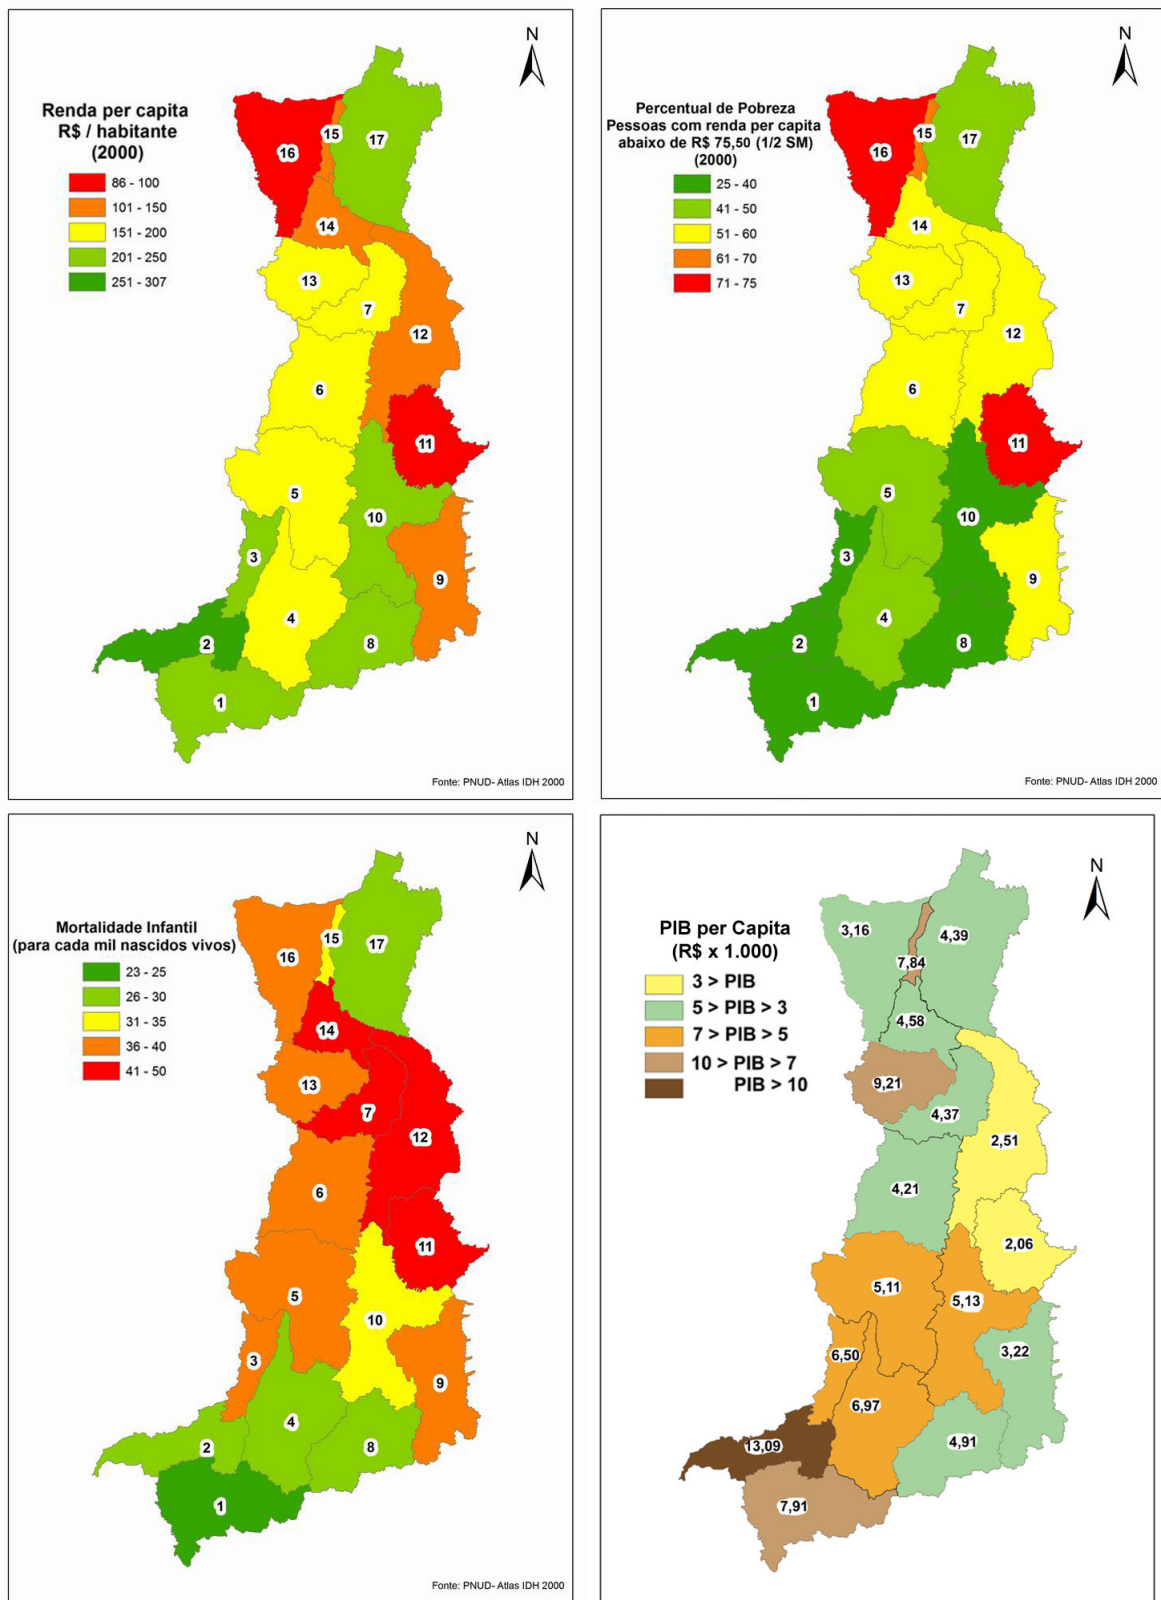 N
Renda per capita
R$ / habitante
(2000)
86 - 100
101 - 150
151 - 200
201 - 250
251 - 307
15
17
16
14
13
7
12
6
11
5
10
3
9
4
2
8
1
Fonte: PNUD- Atlas IDH 2000
N
Percentual de Pobreza
Pessoas com renda per capita
abaixo de R$ 75,50 (1/2 SM)
(2000)
25 - 40
41 - 50
51 - 60
61 - 70
71 - 75
15
17
16
14
13
7
12
6
11
5
10
3
9
4
2
8
1
Fonte: PNUD- Atlas IDH 2000
N
Mortalidade Infantil
(para cada mil nascidos vivos)
23 - 25
26 - 30
31 - 35
36 - 40
41 - 50
15
17
16
14
13
7
12
6
11
5
10
3
9
4
2
8
1
Fonte: PNUD- Atlas IDH 2000
N
PIB per Capita
(R$ x 1.000)
3 > PIB
5 > PIB > 3
7 > PIB > 5
10 > PIB > 7
PIB > 10
3,16
4,39
7,84
4,58
9,21
4,37
2,51
4,21
2,06
5,11
5,13
3,22
6,50
6,97
13,09
4,91
7,91